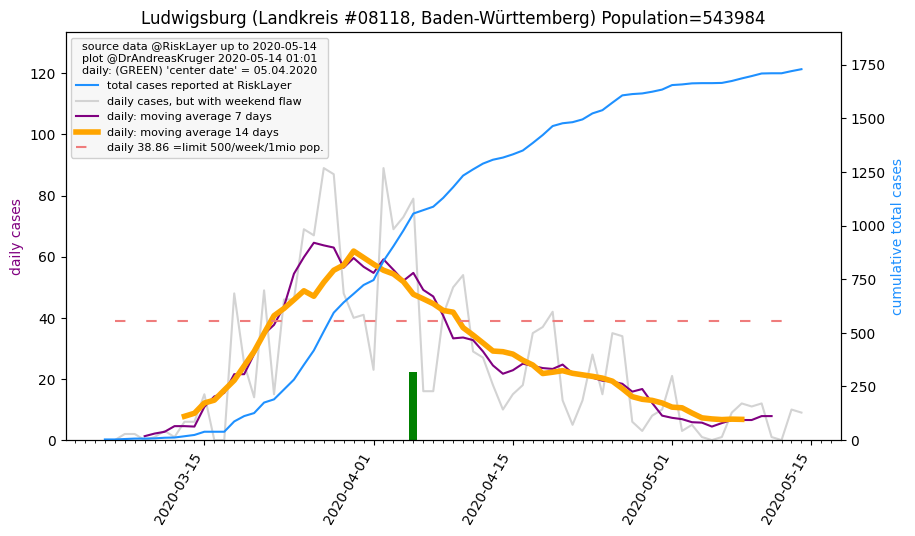 Ludwigsburg (Landkreis #08118, Baden-Württemberg) Population=543984
source data @RiskLayer up to 2020-05-14
plot @DrAndreasKruger 2020-05-14 01:01
daily: (GREEN) 'center date' = 05.04.2020
total cases reported at RiskLayer
daily cases, but with weekend flaw
daily: moving average 7 days
daily: moving average 14 days
daily 38.86 =limit 500/week/1mio pop.
daily cases
120
100
80
60
40
20
0
1750
1500
1250
1000
750
500
250
0
cumulative total cases
2020-03-15
2020-04-01
2020-04-15
2020-05-01
2020-05-15